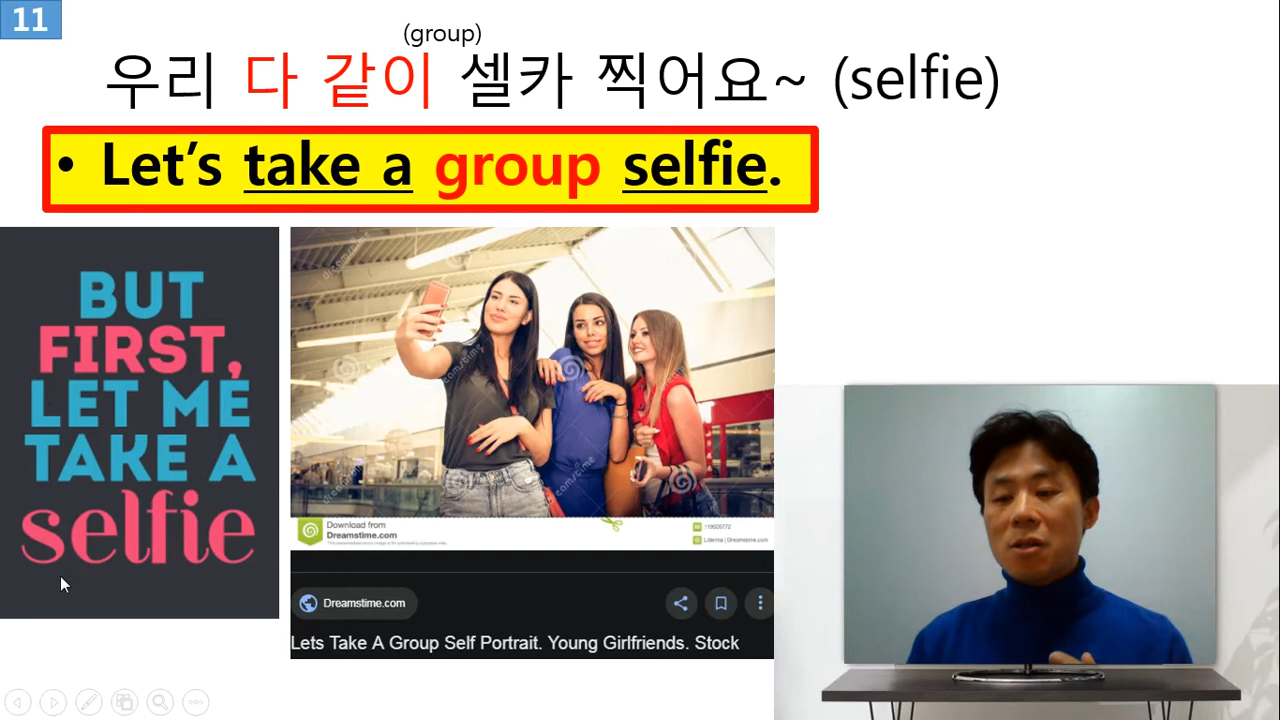 11
(group)
우리 다 같이 셀카 찍어요~ (selfie)
• Let’s take a group selfie.
BUT
FIRST,
LET ME
TAKE A
selfie
dreamstime
Download from
Dreamstime.com
Dreamstime.com
Lets Take A Group Self Portrait. Young Girlfriends. Stock